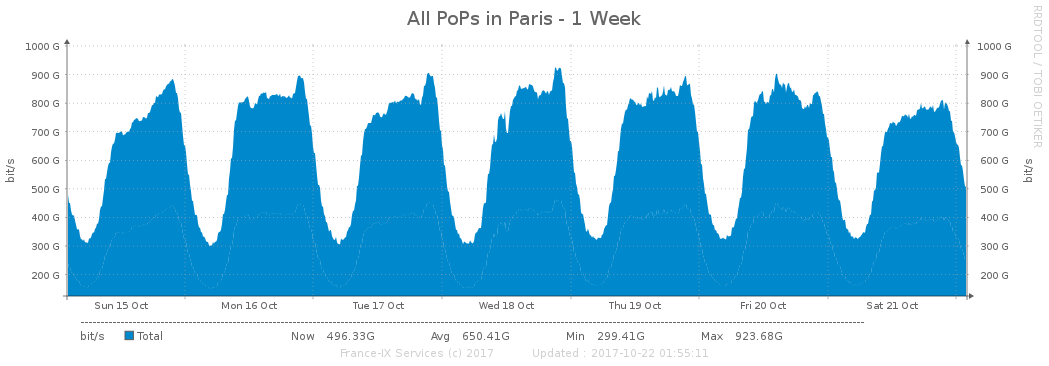 All PoPs in Paris - 1 Week
RRDTOOL / TOBI OETIKER
bit/s
1000 G 1000 G
900 G 900 G
800 G 800 G
700 G 700 G
600 G 600 G
500 G 500 G
400 G 400 G
300 G 300 G
200 G 200 G
bit/s
Sun 15 Oct Mon 16 Oct Tue 17 Oct Wed 18 Oct Thu 19 Oct Fri 20 Oct Sat 21 Oct
bit/s Total Now 496.33G Avg 650.41G Min 299.41G Max 923.68G
France-IX Services (c) 2017 Updated : 2017-10-22 01:55:11